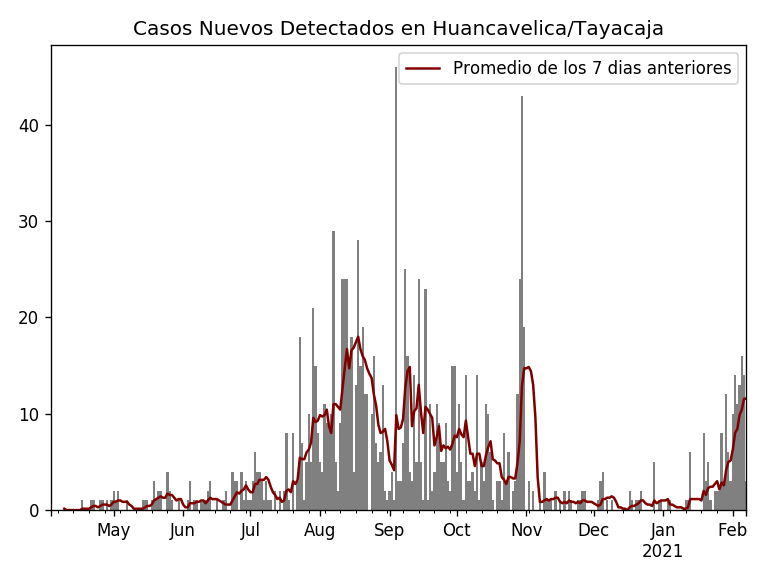 Casos Nuevos Detectados en Huancavelica/Tayacaja
Promedio de los 7 dias anteriores
40
30
20
10
0
May Jun Jul Aug Sep Oct Nov Dec Jan Feb
2021